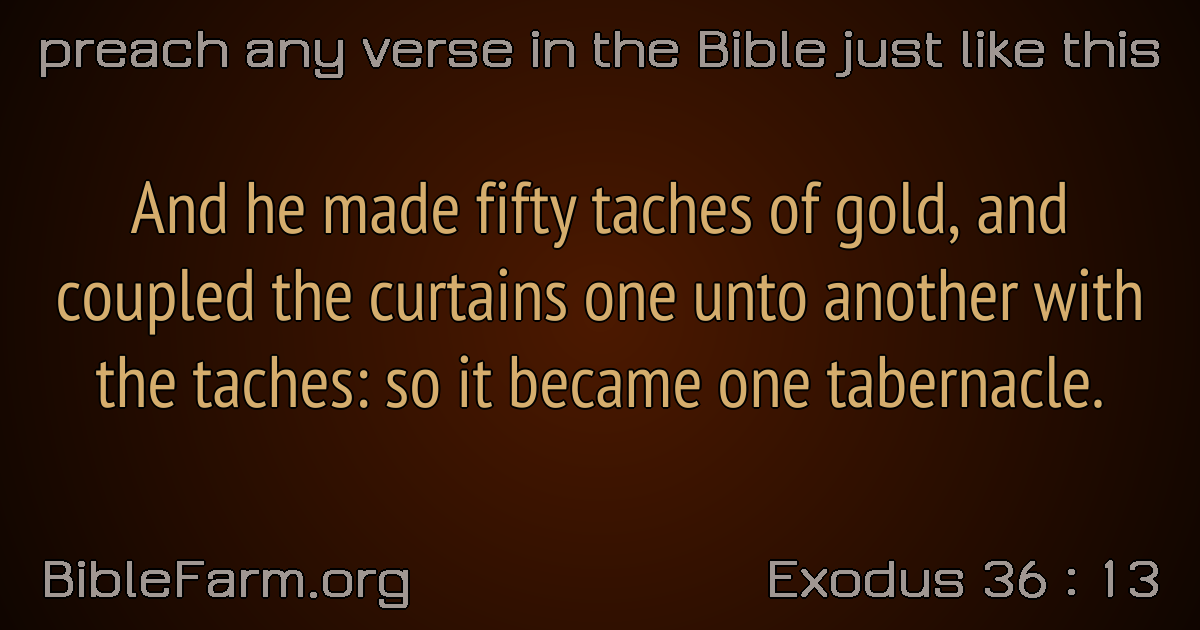 preach any verse in the Bible just like this
And he made fifty taches of gold, and
coupled the curtains one unto another with
the taches: so it became one tabernacle.
BibleFarm.org
Exodus 36 : 13